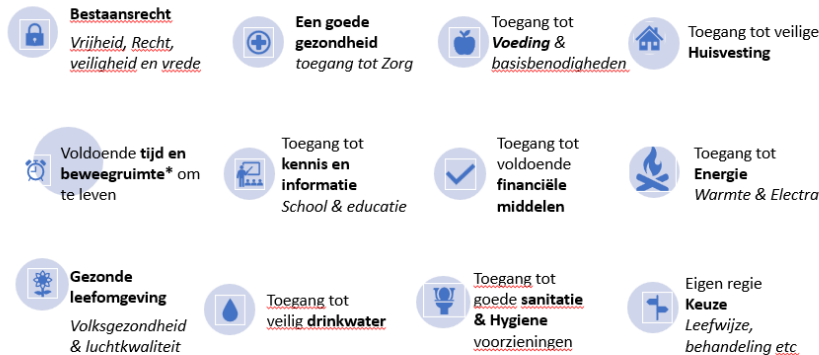 Bestaansrecht
Vrijheid, Recht,
veiligheid en vrede
Een goede
gezondheid
toegang tot Zorg
Toegang tot
Voeding &
basisbenodigheden
Toegang tot veilige
Huisvesting
Voldoende tijd en
beweegruimte* om
te leven
Toegang tot
kennis en
informatie
School & educatie
Toegang tot
voldoende
financiële
middelen
Toegang tot
Energie
Warmte & Electra
Gezonde
leefomgeving
Volksgezondheid
& luchtkwaliteit
Toegang tot
veilig drinkwater
Toegang tot
goede sanitatie
& Hygiene
voorzieningen
Eigen regie
Keuze
Leefwijze,
behandeling etc